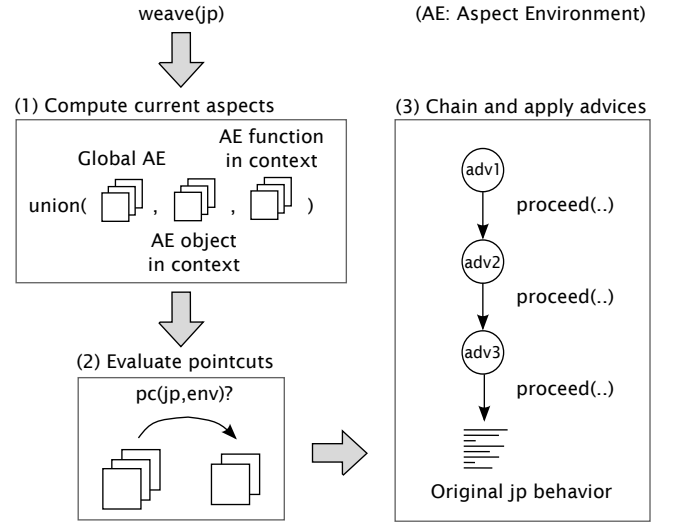 weave(jp)
(AE: Aspect Environment)
(1) Compute current aspects
Global AE
AE function
in context
union( , , )
AE object
in context
(2) Evaluate pointcuts
pc(jp,env)?
(3) Chain and apply advices
adv1
proceed(..)
adv2
proceed(..)
adv3
proceed(..)
Original jp behavior